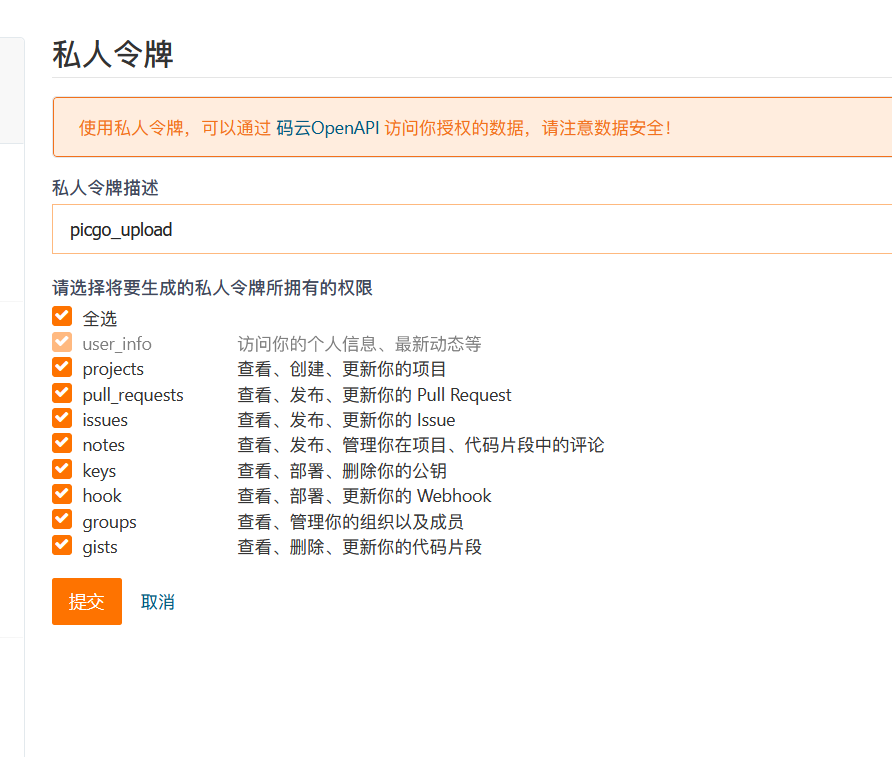 私人令牌
使用私人令牌，可以通过 码云OpenAPI 访问你授权的数据，请注意数据安全！
私人令牌描述
picgo_upload
请选择将要生成的私人令牌所拥有的权限
全选
user_info 访问你的个人信息、最新动态等
projects 查看、创建、更新你的项目
pull_requests 查看、发布、更新你的 Pull Request
issues 查看、发布、更新你的 Issue
notes 查看、发布、管理你在项目、代码片段中的评论
keys 查看、部署、删除你的公钥
hook 查看、部署、更新你的 Webhook
groups 查看、管理你的组织以及成员
gists 查看、删除、更新你的代码片段
提交 取消